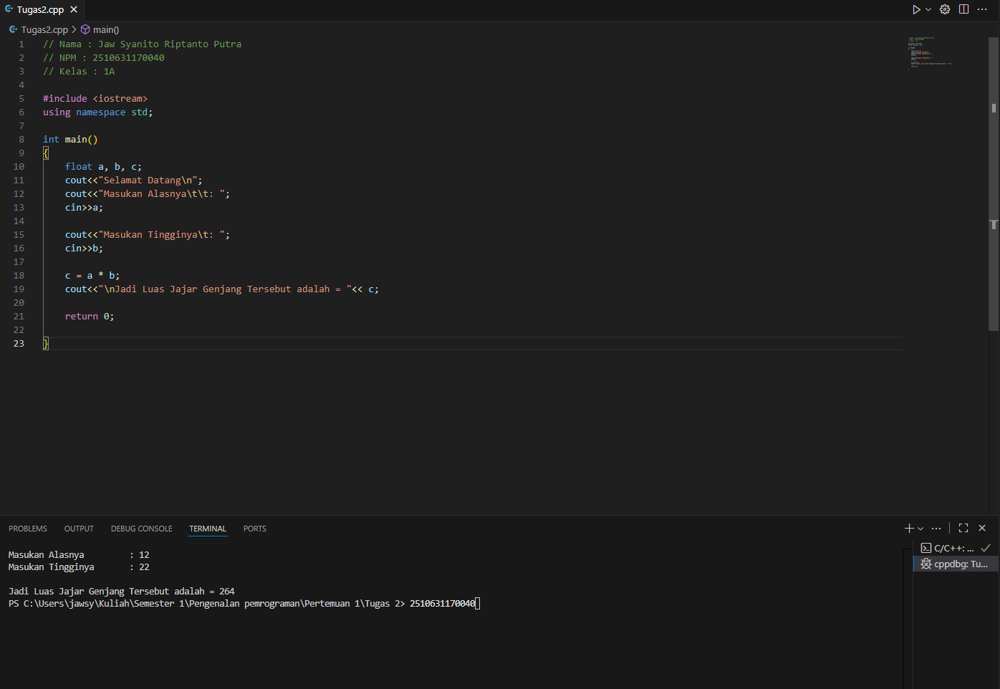 Tugas2.cpp
Tugas2.cpp > main()
1 // Nama : Jaw Syanito Riptanto Putra
2 // NPM : 2510631170040
3 // Kelas : 1A
4
5 #include <iostream>
6 using namespace std;
7
8 int main()
9 {
10     float a, b, c;
11     cout<<"Selamat Datang\n";
12     cout<<"Masukan Alasnya\t\t: ";
13     cin>>a;
14
15     cout<<"Masukan Tingginya\t: ";
16     cin>>b;
17
18     c = a * b;
19     cout<<"\nJadi Luas Jajar Genjang Tersebut adalah = "<< c;
20
21     return 0;
22
23 }
PROBLEMS OUTPUT DEBUG CONSOLE TERMINAL PORTS
Masukan Alasnya         : 12
Masukan Tingginya       : 22
Jadi Luas Jajar Genjang Tersebut adalah = 264
PS C:\Users\jawsy\Kuliah\Semester 1\Pengenalan pemrograman\Pertemuan 1\Tugas 2> 2510631170040
C/C++: ...
cppdbg: Tu...